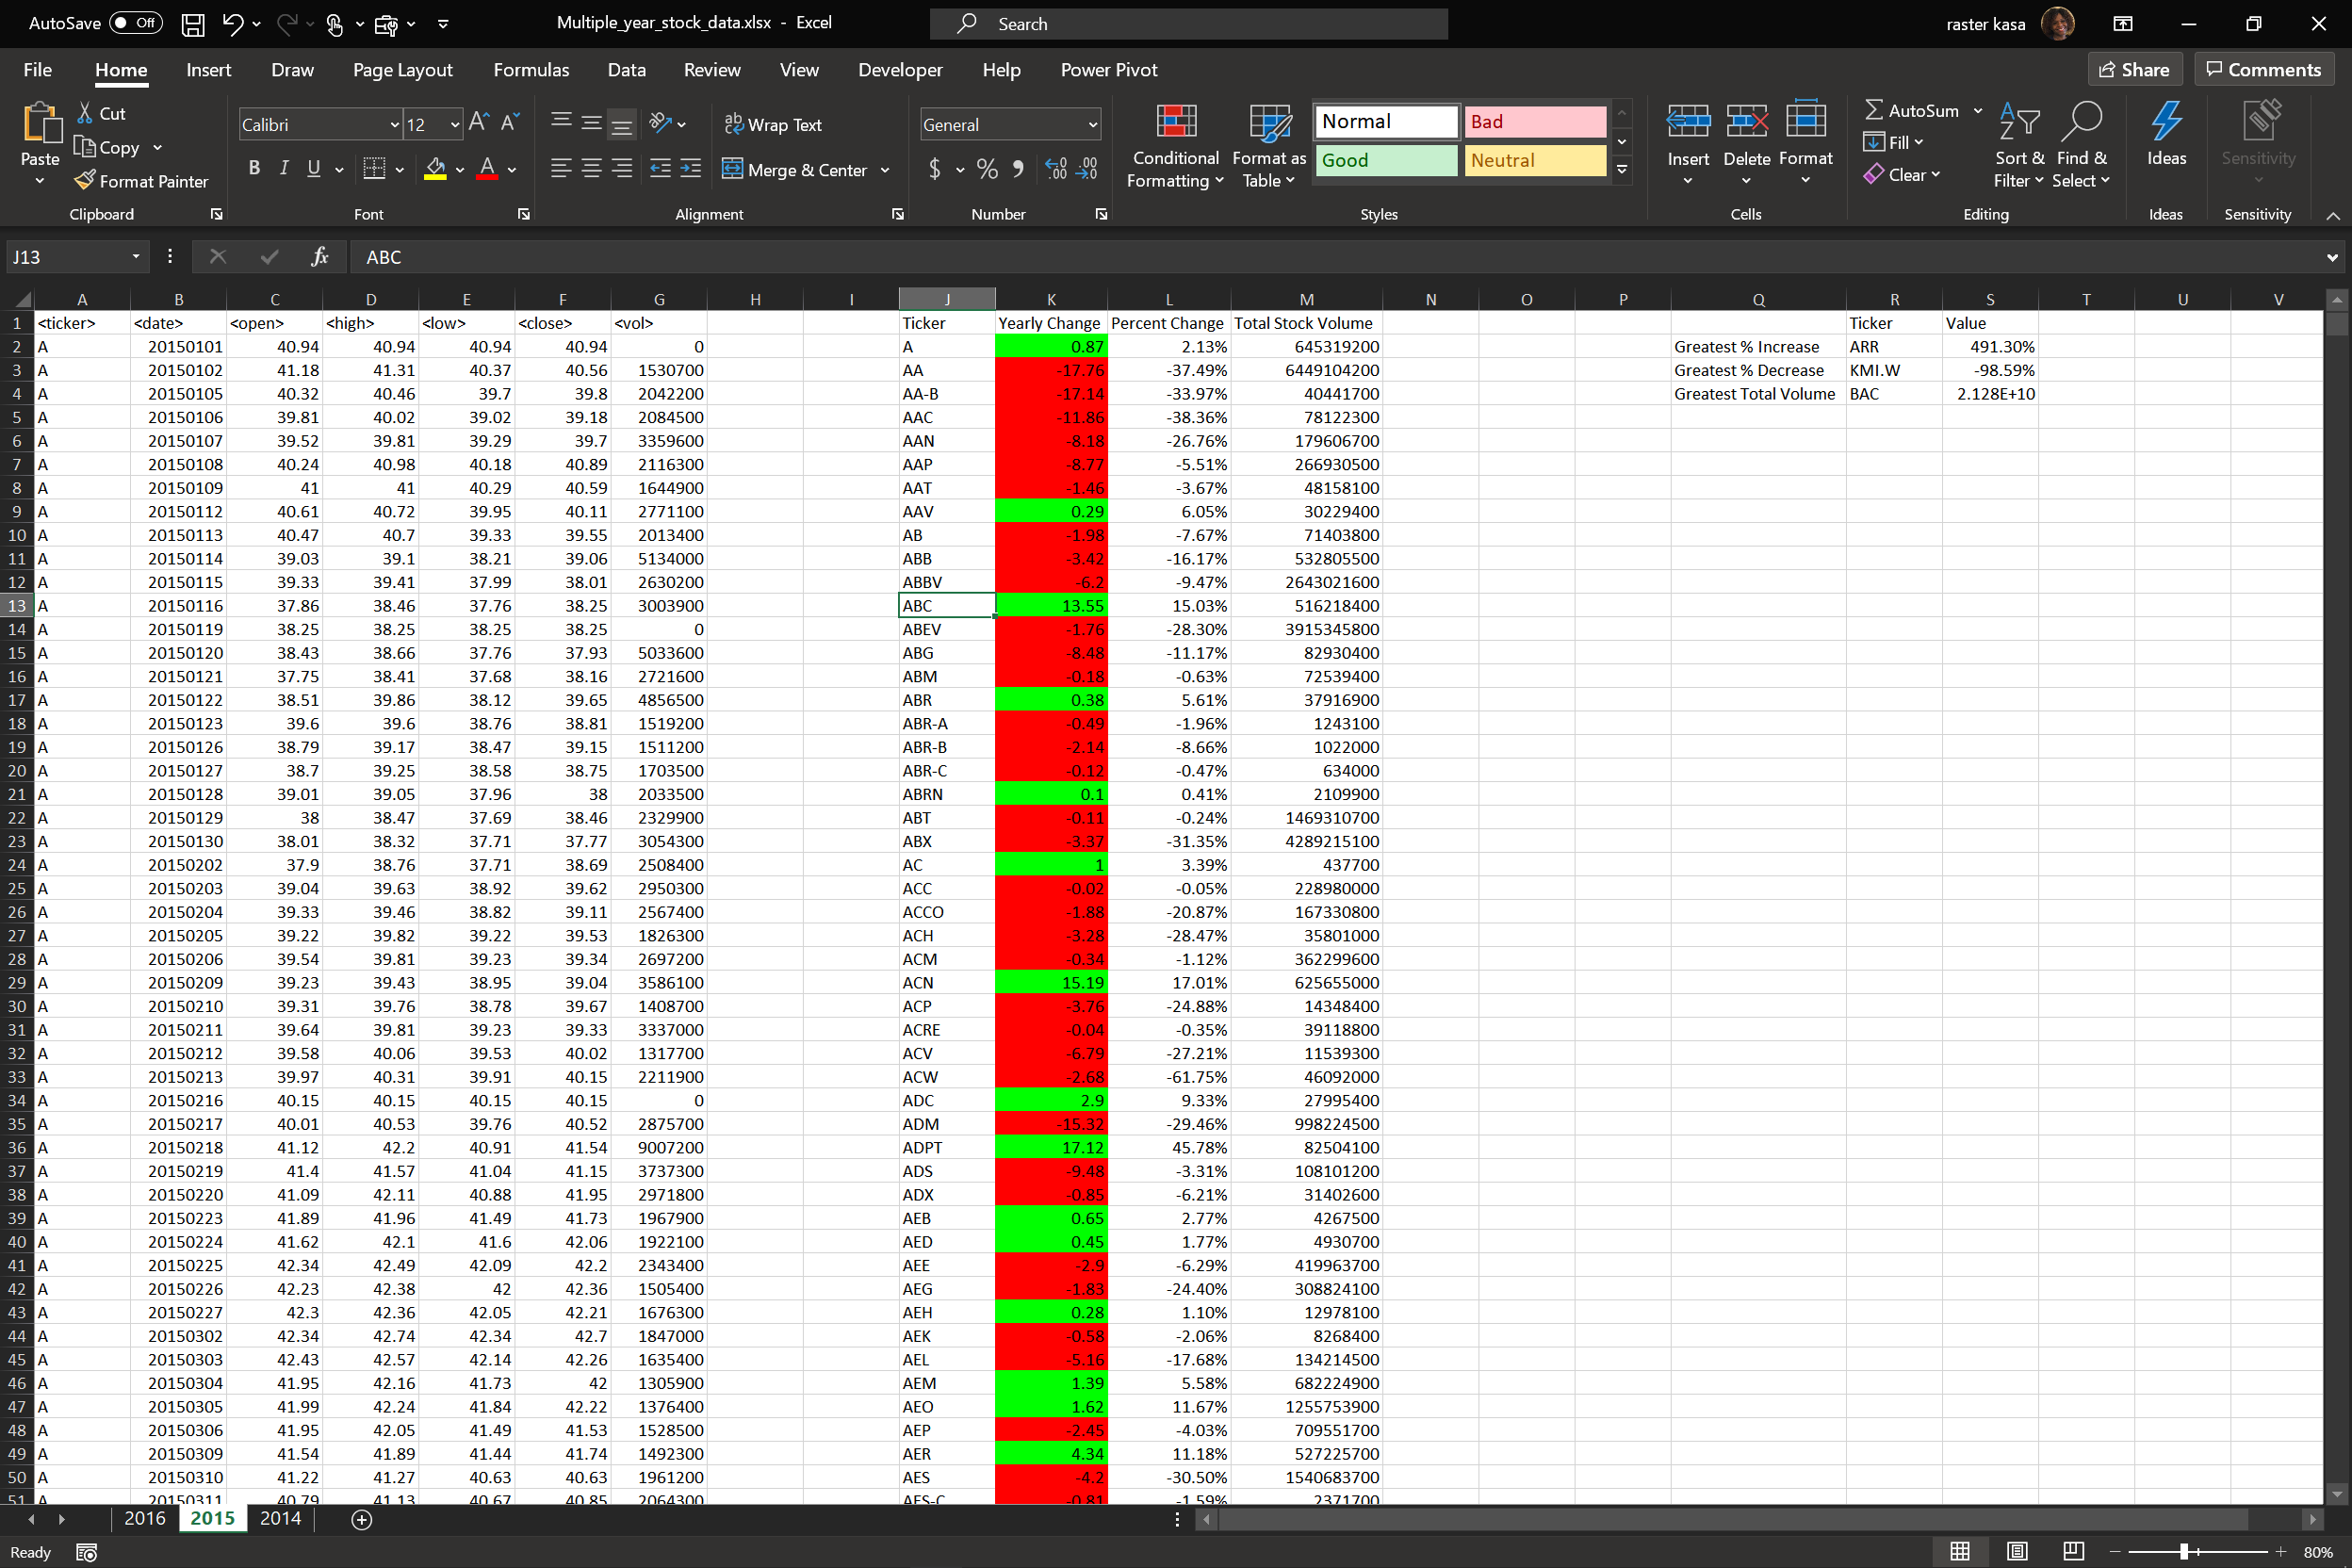 AutoSave Off Multiple_year_stock_data.xlsx - Excel Search raster kasa
File Home Insert Draw Page Layout Formulas Data Review View Developer Help Power Pivot Share Comments
Paste Cut Copy Format Painter Clipboard
Calibri 12 B I U A Font
Wrap Text Merge & Center Alignment
General $ % Number
Conditional Formatting Format as Table Normal Bad Good Neutral Styles
Insert Delete Format Cells
AutoSum Fill Clear Sort & Filter Find & Select Editing
Ideas Ideas
Sensitivity Sensitivity
J13 fx ABC
A B C D E F G H I J K L M N O P Q R S T U V
1 <ticker> <date> <open> <high> <low> <close> <vol> Ticker Yearly Change Percent Change Total Stock Volume Ticker Value
2 A 20150101 40.94 40.94 40.94 40.94 0 A 0.87 2.13% 645319200 Greatest % Increase ARR 491.30%
3 A 20150102 41.18 41.31 40.37 40.56 1530700 AA -17.76 -37.49% 6449104200 Greatest % Decrease KMI.W -98.59%
4 A 20150105 40.32 40.46 39.7 39.8 2042200 AA-B -17.14 -33.97% 40441700 Greatest Total Volume BAC 2.128E+10
5 A 20150106 39.81 40.02 39.02 39.18 2084500 AAC -11.86 -38.36% 78122300
6 A 20150107 39.52 39.81 39.29 39.7 3359600 AAN -8.18 -26.76% 179606700
7 A 20150108 40.24 40.98 40.18 40.89 2116300 AAP -8.77 -5.51% 266930500
8 A 20150109 41 41 40.29 40.59 1644900 AAT -1.46 -3.67% 48158100
9 A 20150112 40.61 40.72 39.95 40.11 2771100 AAV 0.29 6.05% 30229400
10 A 20150113 40.47 40.7 39.33 39.55 2013400 AB -1.98 -7.67% 71403800
11 A 20150114 39.03 39.1 38.21 39.06 5134000 ABB -3.42 -16.17% 532805500
12 A 20150115 39.33 39.41 37.99 38.01 2630200 ABBV -6.2 -9.47% 2643021600
13 A 20150116 37.86 38.46 37.76 38.25 3003900 ABC 13.55 15.03% 516218400
14 A 20150119 38.25 38.25 38.25 38.25 0 ABEV -1.76 -28.30% 3915345800
15 A 20150120 38.43 38.66 37.76 37.93 5033600 ABG -8.48 -11.17% 82930400
16 A 20150121 37.75 38.41 37.68 38.16 2721600 ABM -0.18 -0.63% 72539400
17 A 20150122 38.51 39.86 38.12 39.65 4856500 ABR 0.38 5.61% 37916900
18 A 20150123 39.6 39.6 38.76 38.81 1519200 ABR-A -0.49 -1.96% 1243100
19 A 20150126 38.79 39.17 38.47 39.15 1511200 ABR-B -2.14 -8.66% 1022000
20 A 20150127 38.7 39.25 38.58 38.75 1703500 ABR-C -0.12 -0.47% 634000
21 A 20150128 39.01 39.05 37.96 38 2033500 ABRN 0.1 0.41% 2109900
22 A 20150129 38 38.47 37.69 38.46 2329900 ABT -0.11 -0.24% 1469310700
23 A 20150130 38.01 38.32 37.71 37.77 3054300 ABX -3.37 -31.35% 4289215100
24 A 20150202 37.9 38.76 37.71 38.69 2508400 AC 1 3.39% 437700
25 A 20150203 39.04 39.63 38.92 39.62 2950300 ACC -0.02 -0.05% 228980000
26 A 20150204 39.33 39.46 38.82 39.11 2567400 ACCO -1.88 -20.87% 167330800
27 A 20150205 39.22 39.82 39.22 39.53 1826300 ACH -3.28 -28.47% 35801000
28 A 20150206 39.54 39.81 39.23 39.34 2697200 ACM -0.34 -1.12% 362299600
29 A 20150209 39.23 39.43 38.95 39.04 3586100 ACN 15.19 17.01% 625655000
30 A 20150210 39.31 39.76 38.78 39.67 1408700 ACP -3.76 -24.88% 14348400
31 A 20150211 39.64 39.81 39.23 39.33 3337000 ACRE -0.04 -0.35% 39118800
32 A 20150212 39.58 40.06 39.53 40.02 1317700 ACV -6.79 -27.21% 11539300
33 A 20150213 39.97 40.31 39.91 40.15 2211900 ACW -2.68 -61.75% 46092000
34 A 20150216 40.15 40.15 40.15 40.15 0 ADC 2.9 9.33% 27995400
35 A 20150217 40.01 40.53 39.76 40.52 2875700 ADM -15.32 -29.46% 998224500
36 A 20150218 41.12 42.2 40.91 41.54 9007200 ADPT 17.12 45.78% 82504100
37 A 20150219 41.4 41.57 41.04 41.15 3737300 ADS -9.48 -3.31% 108101200
38 A 20150220 41.09 42.11 40.88 41.95 2971800 ADX -0.85 -6.21% 31402600
39 A 20150223 41.89 41.96 41.49 41.73 1967900 AEB 0.65 2.77% 4267500
40 A 20150224 41.62 42.1 41.6 42.06 1922100 AED 0.45 1.77% 4930700
41 A 20150225 42.34 42.49 42.09 42.2 2343400 AEE -2.9 -6.29% 419963700
42 A 20150226 42.23 42.38 42 42.36 1505400 AEG -1.83 -24.40% 308824100
43 A 20150227 42.3 42.36 42.05 42.21 1676300 AEH 0.28 1.10% 12978100
44 A 20150302 42.34 42.74 42.34 42.7 1847000 AEK -0.58 -2.06% 8268400
45 A 20150303 42.43 42.57 42.14 42.26 1635400 AEL -5.16 -17.68% 134214500
46 A 20150304 41.95 42.16 41.73 42 1305900 AEM 1.39 5.58% 682224900
47 A 20150305 41.99 42.24 41.84 42.22 1376400 AEO 1.62 11.67% 1255753900
48 A 20150306 41.95 42.05 41.49 41.53 1528500 AEP -2.45 -4.03% 709551700
49 A 20150309 41.54 41.89 41.44 41.74 1492300 AER 4.34 11.18% 527225700
50 A 20150310 41.22 41.27 40.63 40.63 1961200 AES -4.2 -30.50% 1540683700
51 A 20150311 40.79 41.13 40.67 40.85 2064300 AES-C -0.81 -1.59% 2371700
2016 2015 2014
Ready 80%